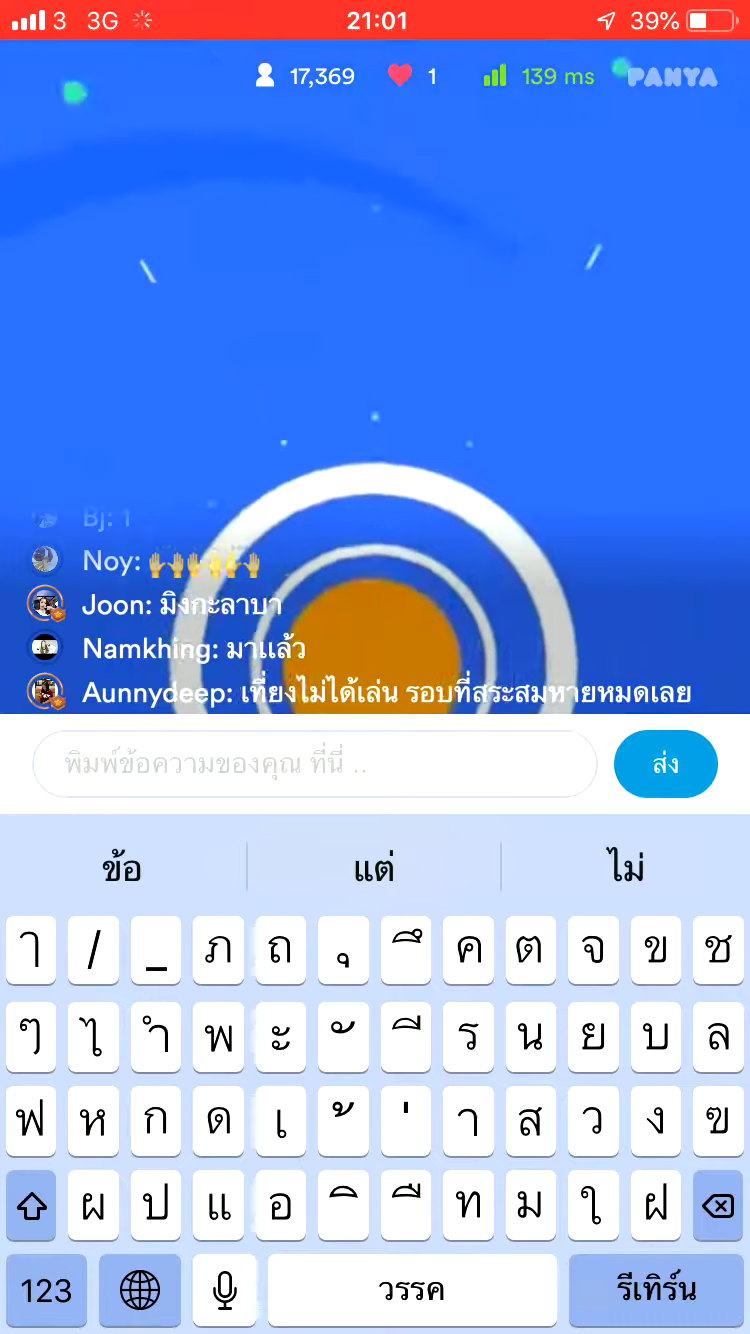 3 3G 21:01 39%
17,369 1 139 ms PANYA
Bj: 1
Noy: 🙌🙌🙌
Joon: มิงกะลาบา
Namkhing: มาแล้ว
Aunnydeep: เที่ยงไม่ได้เล่น รอบที่สระสมหายหมดเลย
พิมพ์ข้อความของคุณ ที่นี่ .. ส่ง
ข้อ แต่ ไม่
ๅ / _ ภ ถ ุ ึ ค ต จ ข ช
ๆ ไ ำ พ ะ ั ี ร น ย บ ล
ฟ ห ก ด เ ้ ่ า ส ว ง ฃ
ผ ป แ อ ิ ื ท ม ใ ฝ
123 วรรค รีเทิร์น